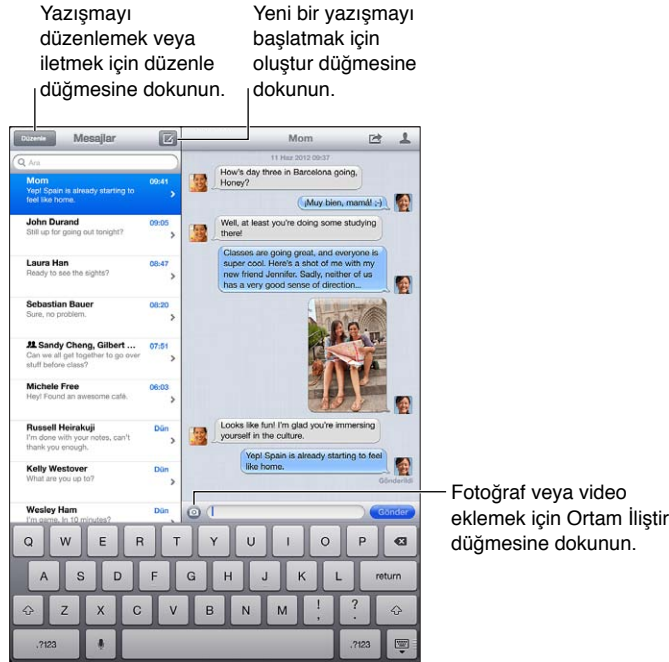 Yazışmayı
düzenlemek veya
iletmek için düzenle
düğmesine dokunun.
Yeni bir yazışmayı
başlatmak için
oluştur düğmesine
dokunun.
Düzenle
Mesajlar
Mom
Ara
Mom 09:41
Yep! Spain is already starting to
feel like home.
John Durand 09:05
Still up for going out tonight?
Laura Han 08:47
Ready to see the sights?
Sebastian Bauer 08:20
Sure, no problem.
Sandy Cheng, Gilbert ... 07:51
Can we all get together to go over
stuff before class?
Michele Free 06:03
Hey! Found an awesome café.
Russell Heirakuji Dün
I'm done with your notes, can't
thank you enough.
Kelly Westover Dün
What are you up to?
Wesley Ham Dün
I'm game. In 10 minutes?
11 Haz 2012 09:37
How's day three in Barcelona going,
Honey?
¡Muy bien, mamá! ;-)
Well, at least you're doing some studying
there!
Classes are going great, and everyone is
super cool. Here's a shot of me with my
new friend Jennifer. Sadly, neither of us
has a very good sense of direction...
Looks like fun! I'm glad you're immersing
yourself in the culture.
Yep! Spain is already starting to feel
like home.
Gönderildi
Gönder
Fotoğraf veya video
eklemek için Ortam İliştir
düğmesine dokunun.
Q W E R T Y U I O P
A S D F G H J K L return
Z X C V B N M ! , ? .
.?123 .?123